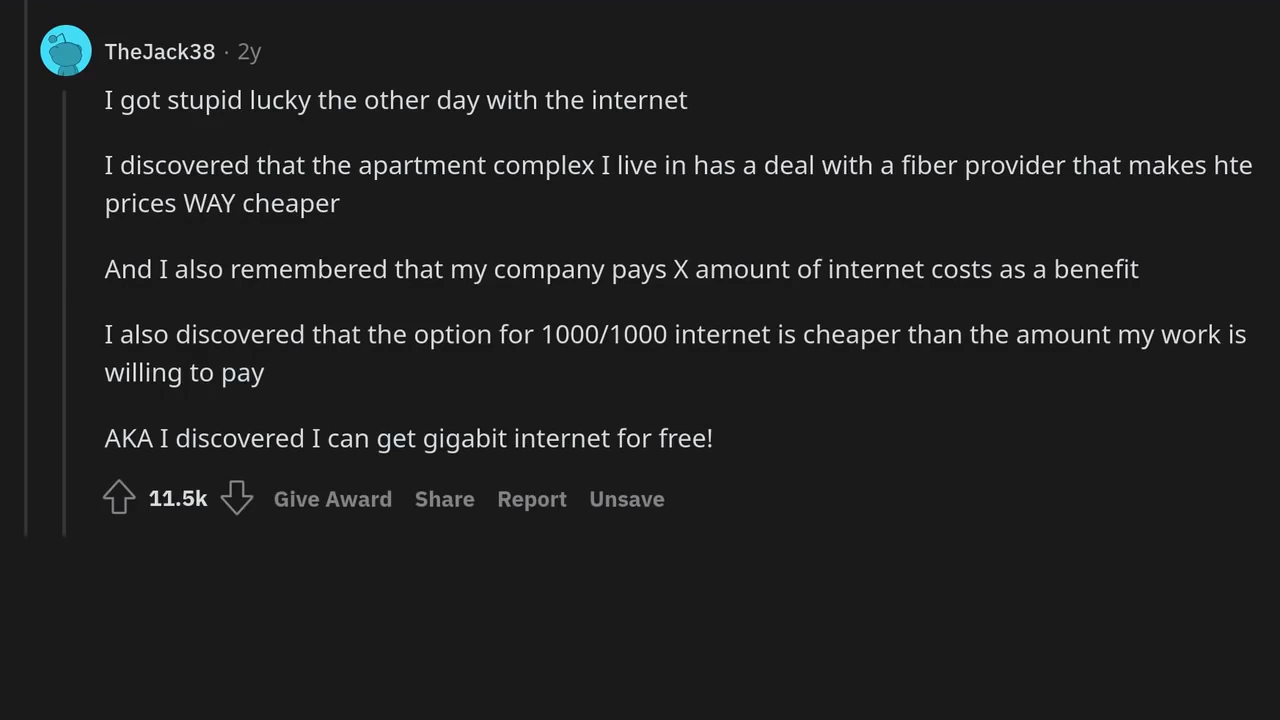 TheJack38 · 2y
I got stupid lucky the other day with the internet
I discovered that the apartment complex I live in has a deal with a fiber provider that makes hte
prices WAY cheaper
And I also remembered that my company pays X amount of internet costs as a benefit
I also discovered that the option for 1000/1000 internet is cheaper than the amount my work is
willing to pay
AKA I discovered I can get gigabit internet for free!
11.5k Give Award Share Report Unsave